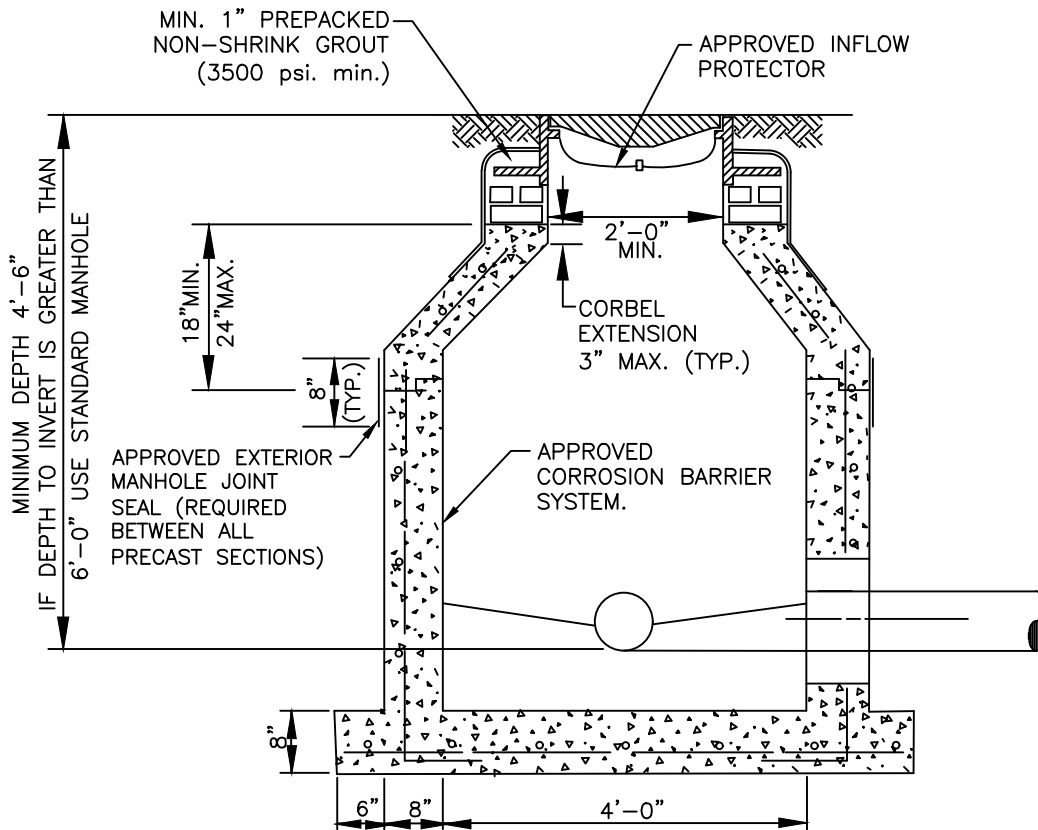 MIN. 1” PREPACKED
NON-SHRINK GROUT
(3500 psi. min.)
APPROVED INFLOW
PROTECTOR
MINIMUM DEPTH 4'-6”
IF DEPTH TO INVERT IS GREATER THAN
6'-0” USE STANDARD MANHOLE
18”MIN.
24”MAX.
2'-0”
MIN.
CORBEL
EXTENSION
3” MAX. (TYP.)
8”
(TYP.)
APPROVED EXTERIOR
MANHOLE JOINT
SEAL (REQUIRED
BETWEEN ALL
PRECAST SECTIONS)
APPROVED
CORROSION BARRIER
SYSTEM.
8”
6”
8”
4'-0”